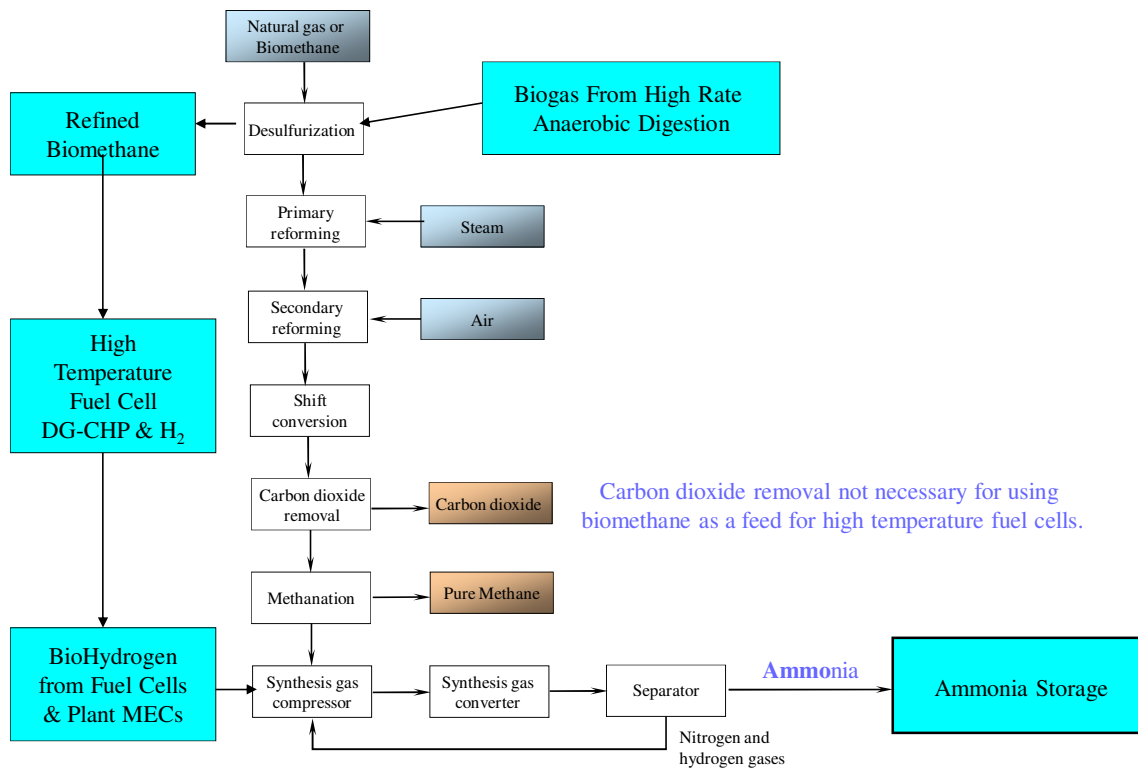 Natural gas or
Biomethane
Biogas From High Rate
Anaerobic Digestion
Refined
Biomethane
Desulfurization
Primary
reforming
Steam
Secondary
reforming
Air
High
Temperature
Fuel Cell
DG-CHP & H₂
Shift
conversion
Carbon dioxide
removal
Carbon dioxide
Carbon dioxide removal not necessary for using
biomethane as a feed for high temperature fuel cells.
Methanation
Pure Methane
BioHydrogen
from Fuel Cells
& Plant MECs
Synthesis gas
compressor
Synthesis gas
converter
Separator
Ammonia
Ammonia Storage
Nitrogen and
hydrogen gases